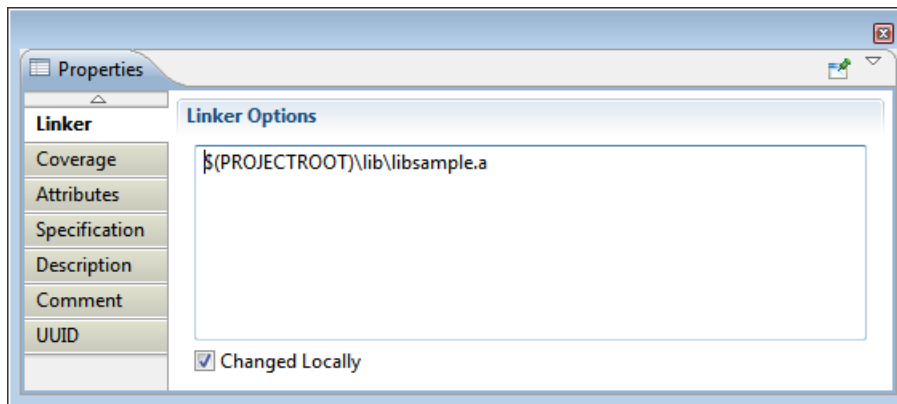 Properties
Linker
Coverage
Attributes
Specification
Description
Comment
UUID
Linker Options
$(PROJECTROOT)\lib\libsample.a
Changed Locally